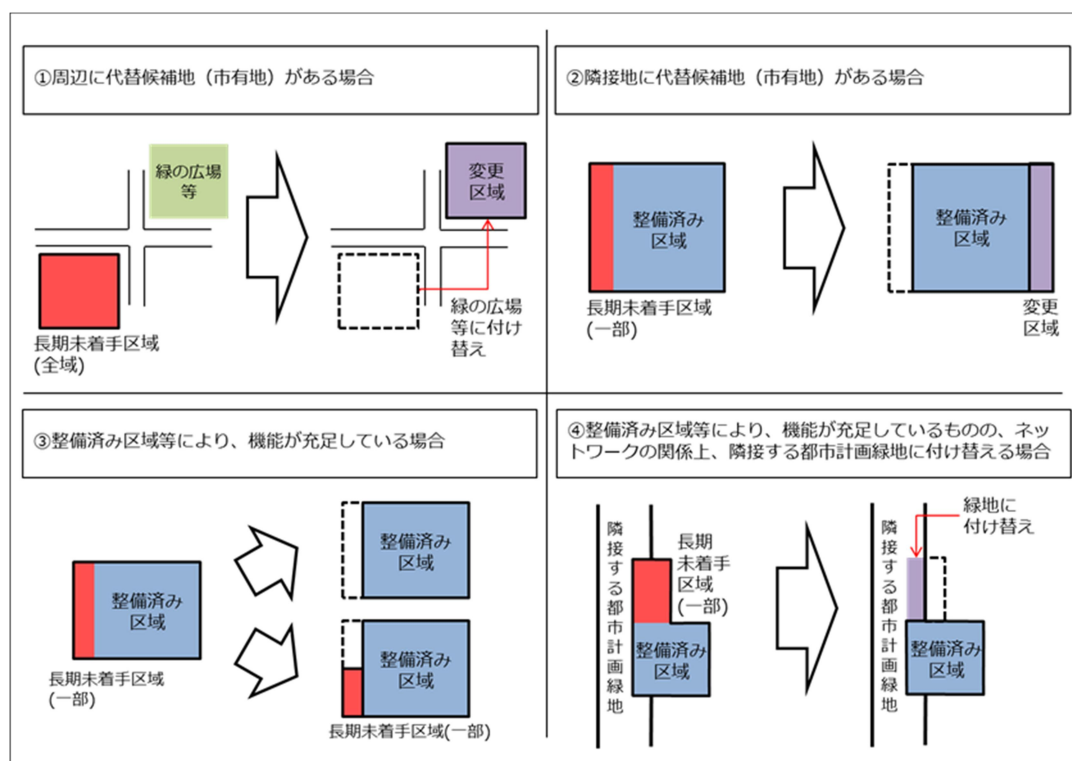 ①周辺に代替候補地（市有地）がある場合
緑の広場
等
長期未着手区域
(全域)
変更
区域
緑の広場
等に付け
替え
②隣接地に代替候補地（市有地）がある場合
整備済み
区域
長期未着手区域
(一部)
整備済み
区域
変更
区域
③整備済み区域等により、機能が充足している場合
整備済み
区域
長期未着手区域
(一部)
整備済み
区域
整備済み
区域
長期未着手区域(一部)
④整備済み区域等により、機能が充足しているものの、ネッ
トワークの関係上、隣接する都市計画緑地に付け替える場合
隣接する都市計画緑地
長期
未着手
区域
(一部)
整備済み
区域
隣接する都市計画緑地
緑地に
付け替え
整備済み
区域